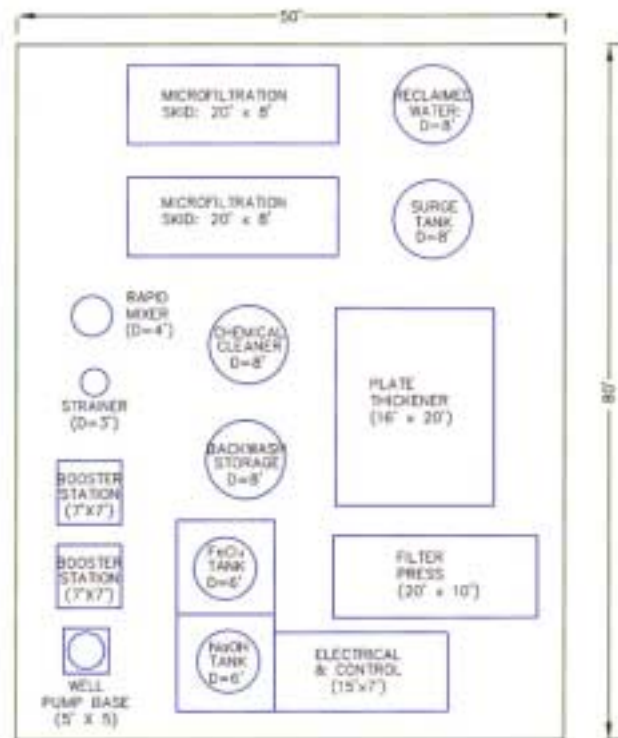 50'
MICROFILTRATION
SKID: 20' x 8'
RECLAIMED
WATER:
D=8'
MICROFILTRATION
SKID: 20' x 8'
SURGE
TANK
D=8'
RAPID
MIXER
(D=4')
CHEMICAL
CLEANER
D=8'
PLATE
THICKENER
(16' x 20')
80'
STRAINER
(D=3')
BACKWASH
STORAGE
D=8'
BOOSTER
STATION
(7'X7')
BOOSTER
STATION
(7'X7')
TANK
D=6'
FILTER
PRESS
(20' x 10')
NaOH
TANK
D=6'
ELECTRICAL
& CONTROL
(15'x7')
WELL
PUMP BASE
(5' X 5)